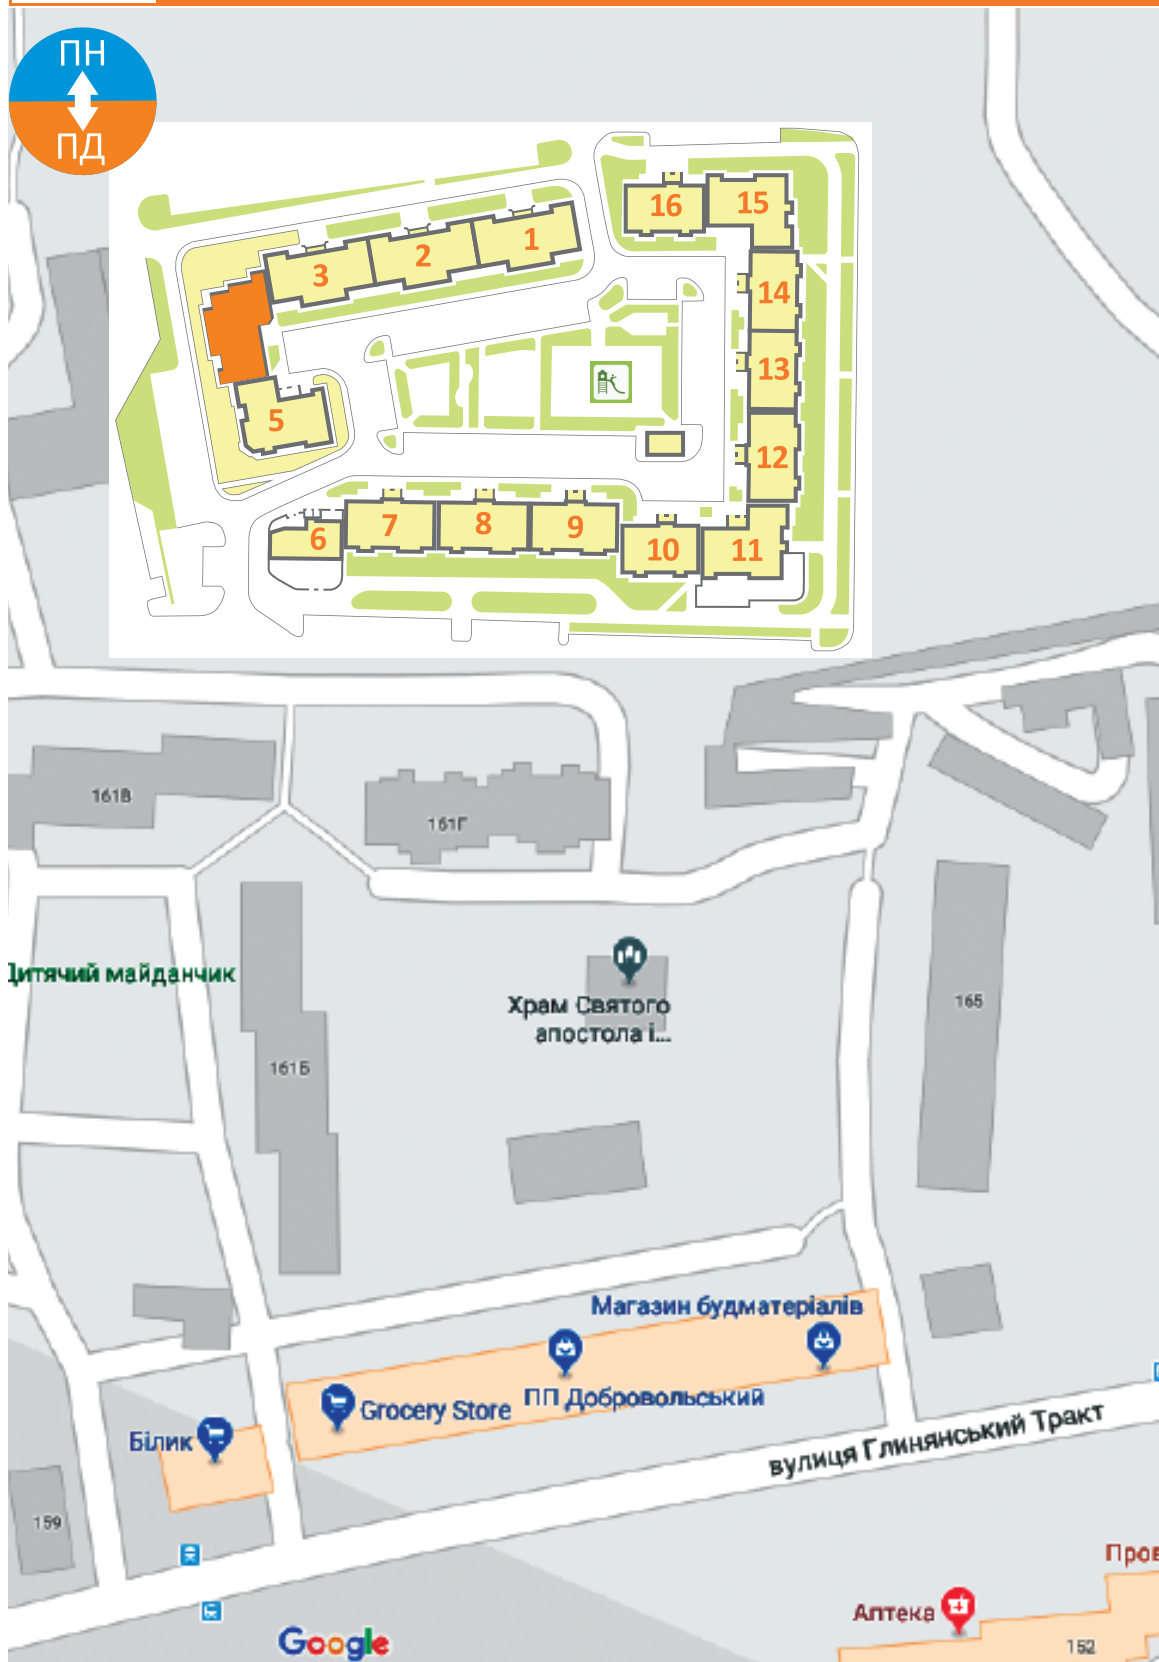 ПН
ПД
16
15
1
2
3
14
13
5
12
7
8
9
6
10
11
161В
161Г
Дитячий майданчик
Храм Святого
апостола і...
165
161Б
Магазин будматеріалів
ПП Добровольський
Grocery Store
Білик
вулиця Глинянський Тракт
159
Пров
Аптека
Google
152